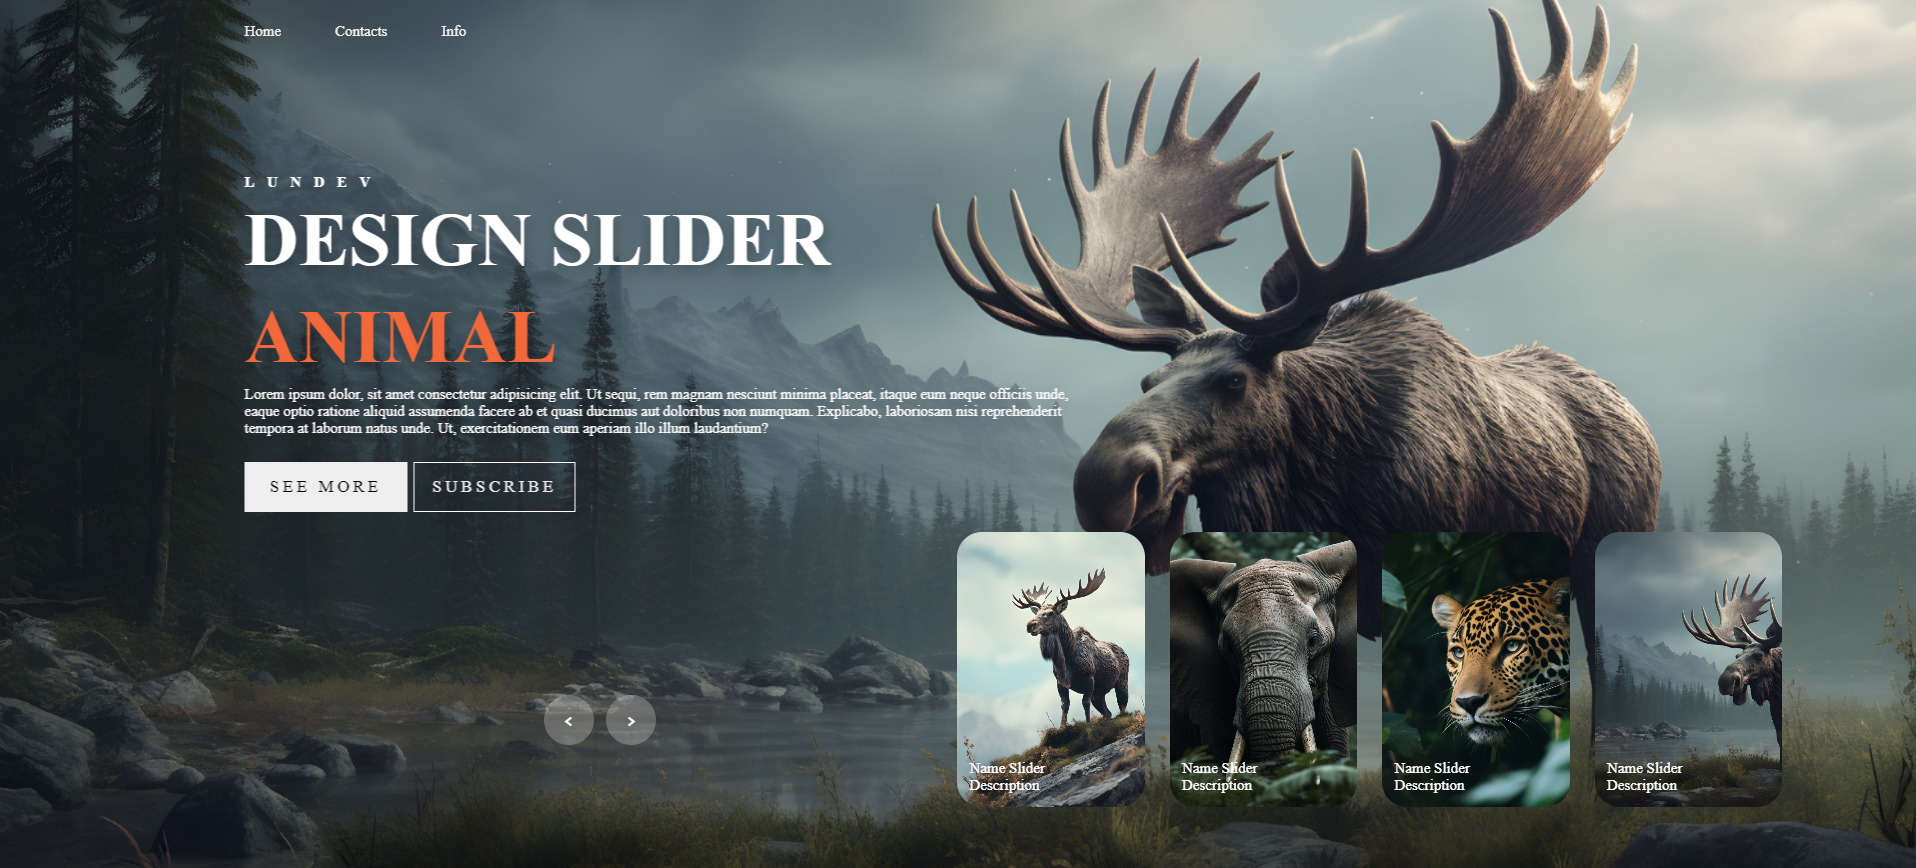 Home Contacts Info
LUNDEV
DESIGN SLIDER
ANIMAL
Lorem ipsum dolor, sit amet consectetur adipisicing elit. Ut sequi, rem magnam nesciunt minima placeat, itaque eum neque officiis unde,
eaque optio ratione aliquid assumenda facere ab et quasi ducimus aut doloribus non numquam. Explicabo, laboriosam nisi reprehenderit
tempora at laborum natus unde. Ut, exercitationem eum aperiam illo illum laudantium?
SEE MORE SUBSCRIBE
< >
Name Slider
Description
Name Slider
Description
Name Slider
Description
Name Slider
Description